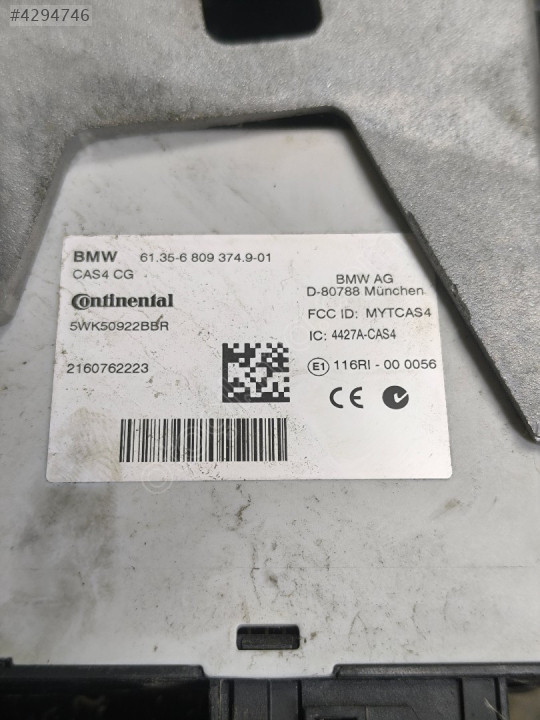 #4294746
BMW 61.35-6 809 374.9-01
CAS4 CG
Continental
5WK50922BBR
2160762223
BMW AG
D-80788 München
FCC ID: MYTCAS4
IC: 4427A-CAS4
E1 116RI - 00 0056
CE